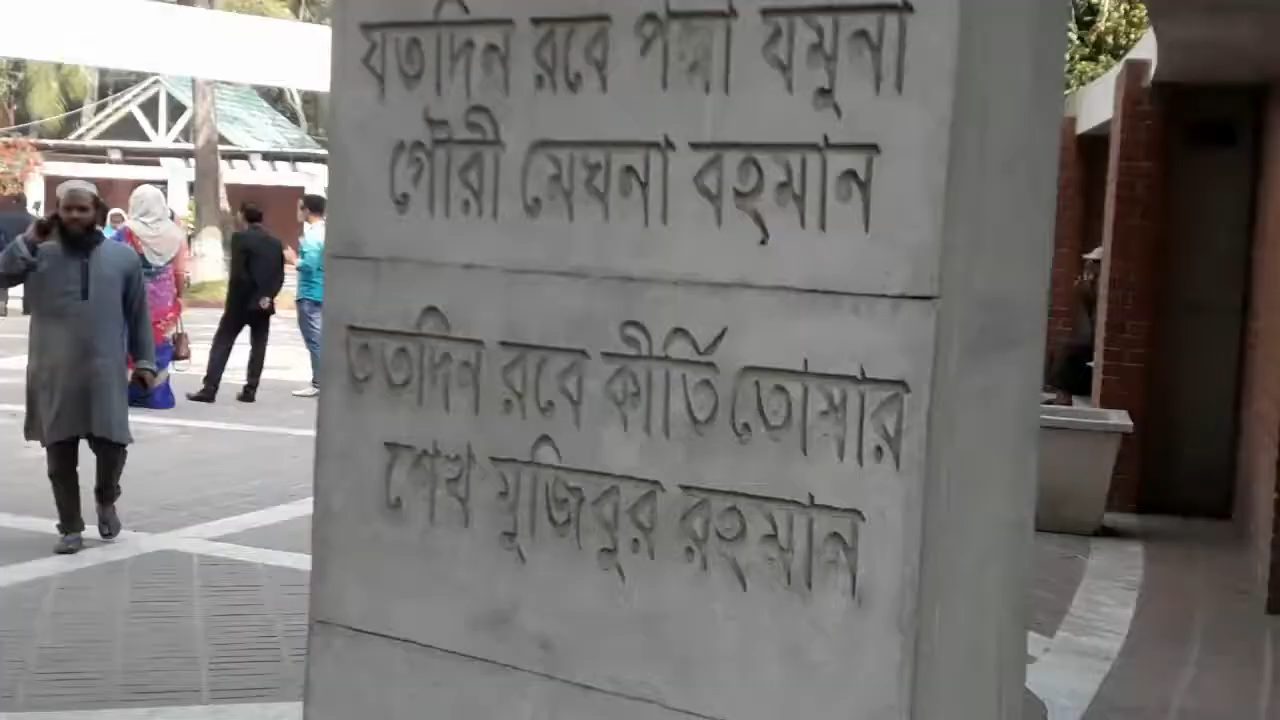 যতদিন রবে পদ্মা যমুনা
গৌরী মেঘনা বহমান
ততদিন রবে কীর্তি তোমার
শেখ মুজিবুর রহমান